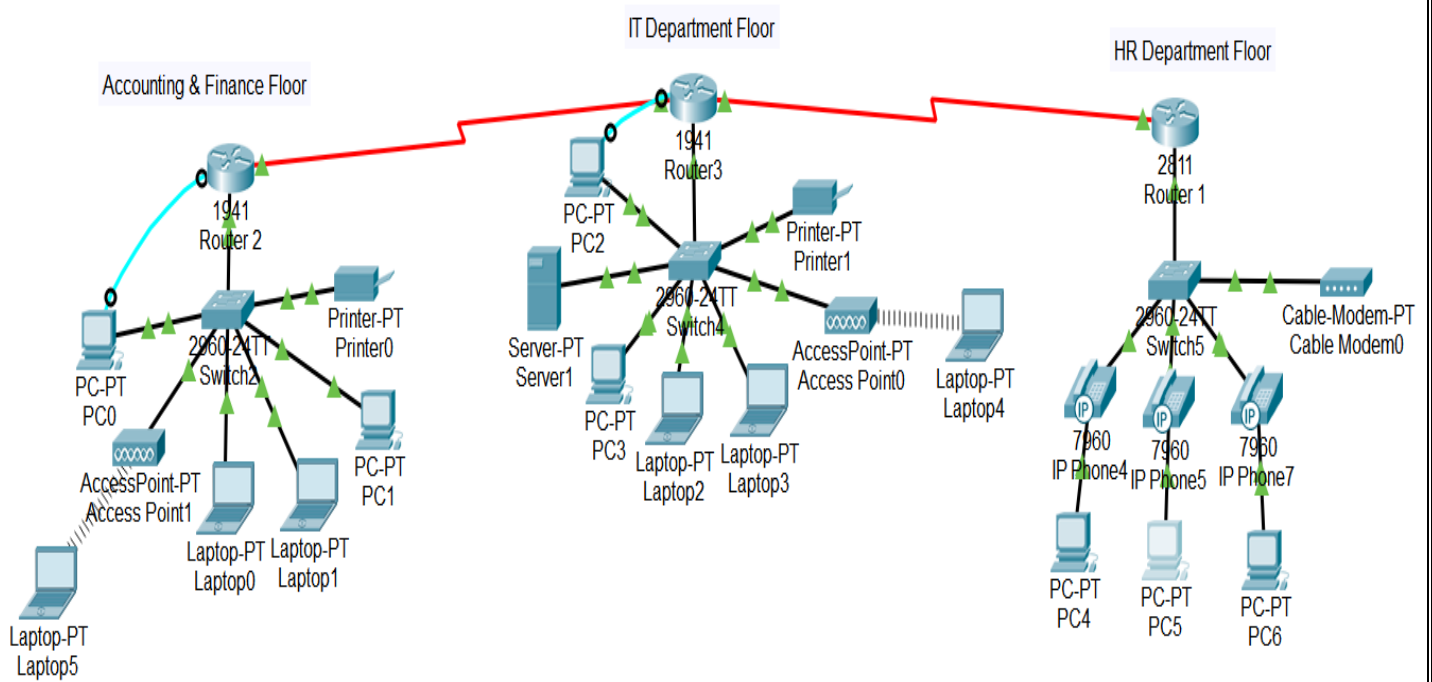 IT Department Floor
HR Department Floor
Accounting & Finance Floor
1941
Router 2
1941
Router3
2811
Router 1
PC-PT
PC2
Printer-PT
Printer1
Server-PT
Server1
2960-24TT
Switch4
AccessPoint-PT
Access Point0
Laptop-PT
Laptop4
PC-PT
PC3
Laptop-PT
Laptop2
Laptop-PT
Laptop3
Printer-PT
Printer0
2960-24TT
Switch2
PC-PT
PC0
PC-PT
PC1
AccessPoint-PT
Access Point1
Laptop-PT
Laptop0
Laptop-PT
Laptop1
Laptop-PT
Laptop5
2960-24TT
Switch5
Cable-Modem-PT
Cable Modem0
IP
7960
IP Phone4
IP
7960
IP Phone5
IP
7960
IP Phone7
PC-PT
PC4
PC-PT
PC5
PC-PT
PC6